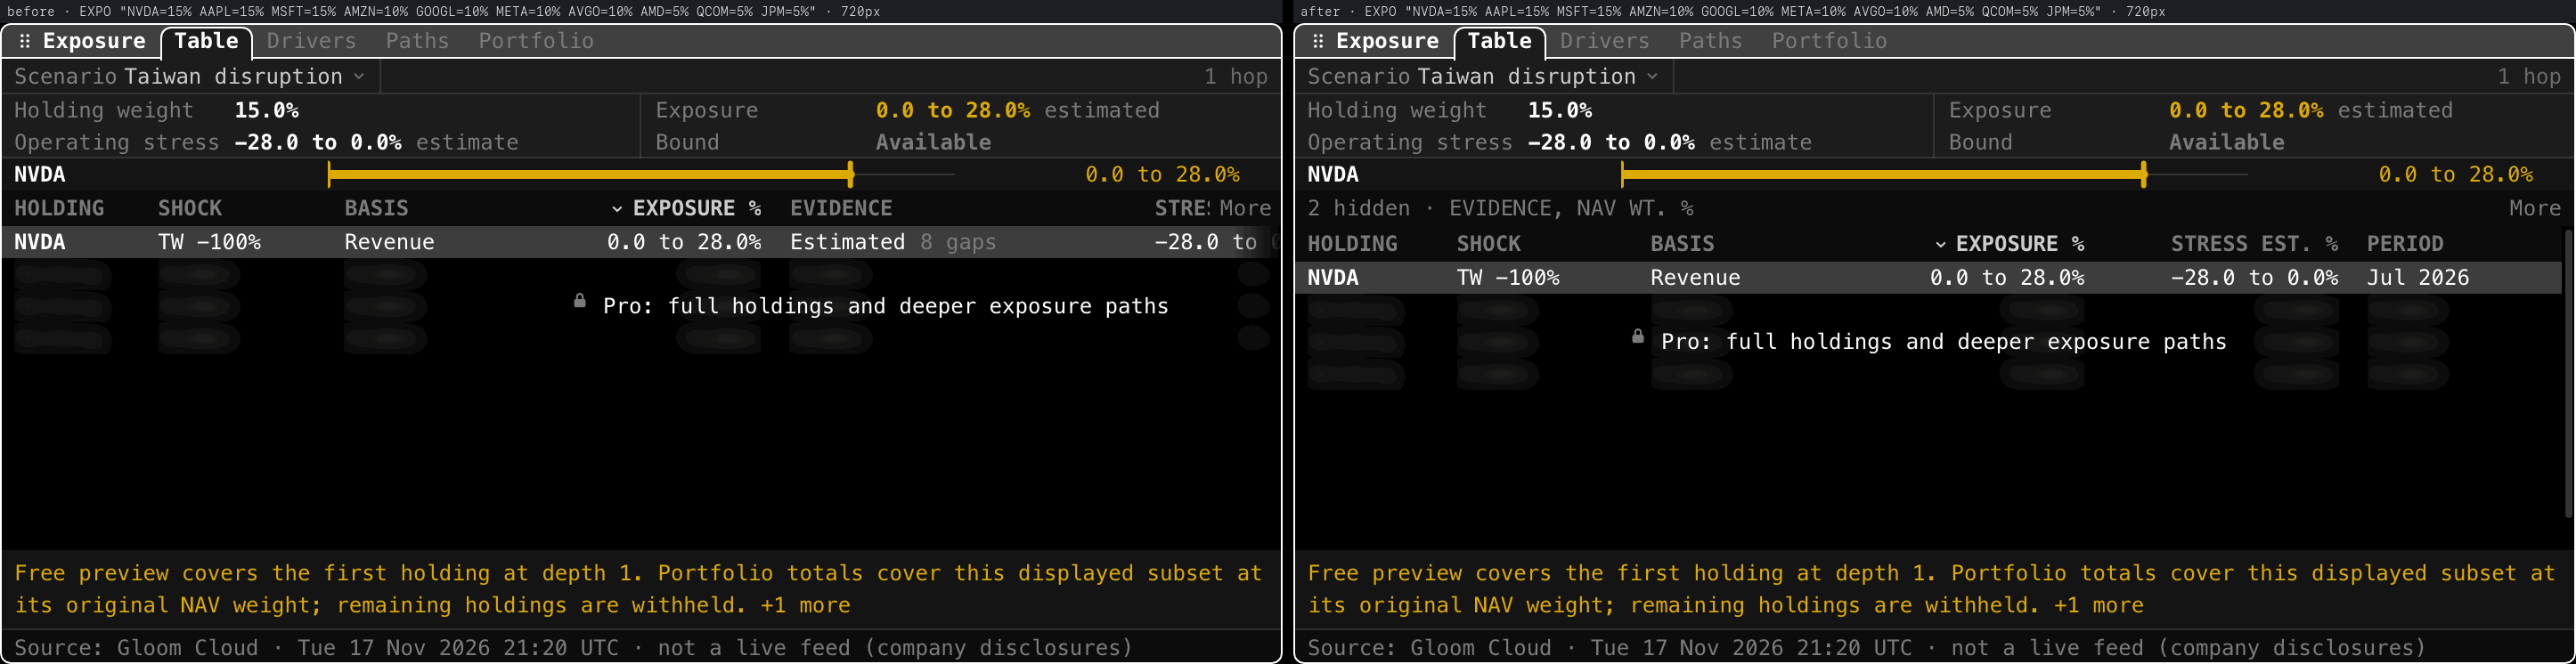 before · EXPO "NVDA=15% AAPL=15% MSFT=15% AMZN=10% GOOGL=10% META=10% AVGO=10% AMD=5% QCOM=5% JPM=5%" · 720px
Exposure Table Drivers Paths Portfolio
Scenario Taiwan disruption 1 hop
Holding weight 15.0% Exposure 0.0 to 28.0% estimated
Operating stress −28.0 to 0.0% estimate Bound Available
NVDA 0.0 to 28.0%
HOLDING SHOCK BASIS EXPOSURE % EVIDENCE STRES More
NVDA TW −100% Revenue 0.0 to 28.0% Estimated 8 gaps −28.0 to 0
Pro: full holdings and deeper exposure paths
Free preview covers the first holding at depth 1. Portfolio totals cover this displayed subset at
its original NAV weight; remaining holdings are withheld. +1 more
Source: Gloom Cloud · Tue 17 Nov 2026 21:20 UTC · not a live feed (company disclosures)
after · EXPO "NVDA=15% AAPL=15% MSFT=15% AMZN=10% GOOGL=10% META=10% AVGO=10% AMD=5% QCOM=5% JPM=5%" · 720px
Exposure Table Drivers Paths Portfolio
Scenario Taiwan disruption 1 hop
Holding weight 15.0% Exposure 0.0 to 28.0% estimated
Operating stress −28.0 to 0.0% estimate Bound Available
NVDA 0.0 to 28.0%
2 hidden · EVIDENCE, NAV WT. % More
HOLDING SHOCK BASIS EXPOSURE % STRESS EST. % PERIOD
NVDA TW −100% Revenue 0.0 to 28.0% −28.0 to 0.0% Jul 2026
Pro: full holdings and deeper exposure paths
Free preview covers the first holding at depth 1. Portfolio totals cover this displayed subset at
its original NAV weight; remaining holdings are withheld. +1 more
Source: Gloom Cloud · Tue 17 Nov 2026 21:20 UTC · not a live feed (company disclosures)